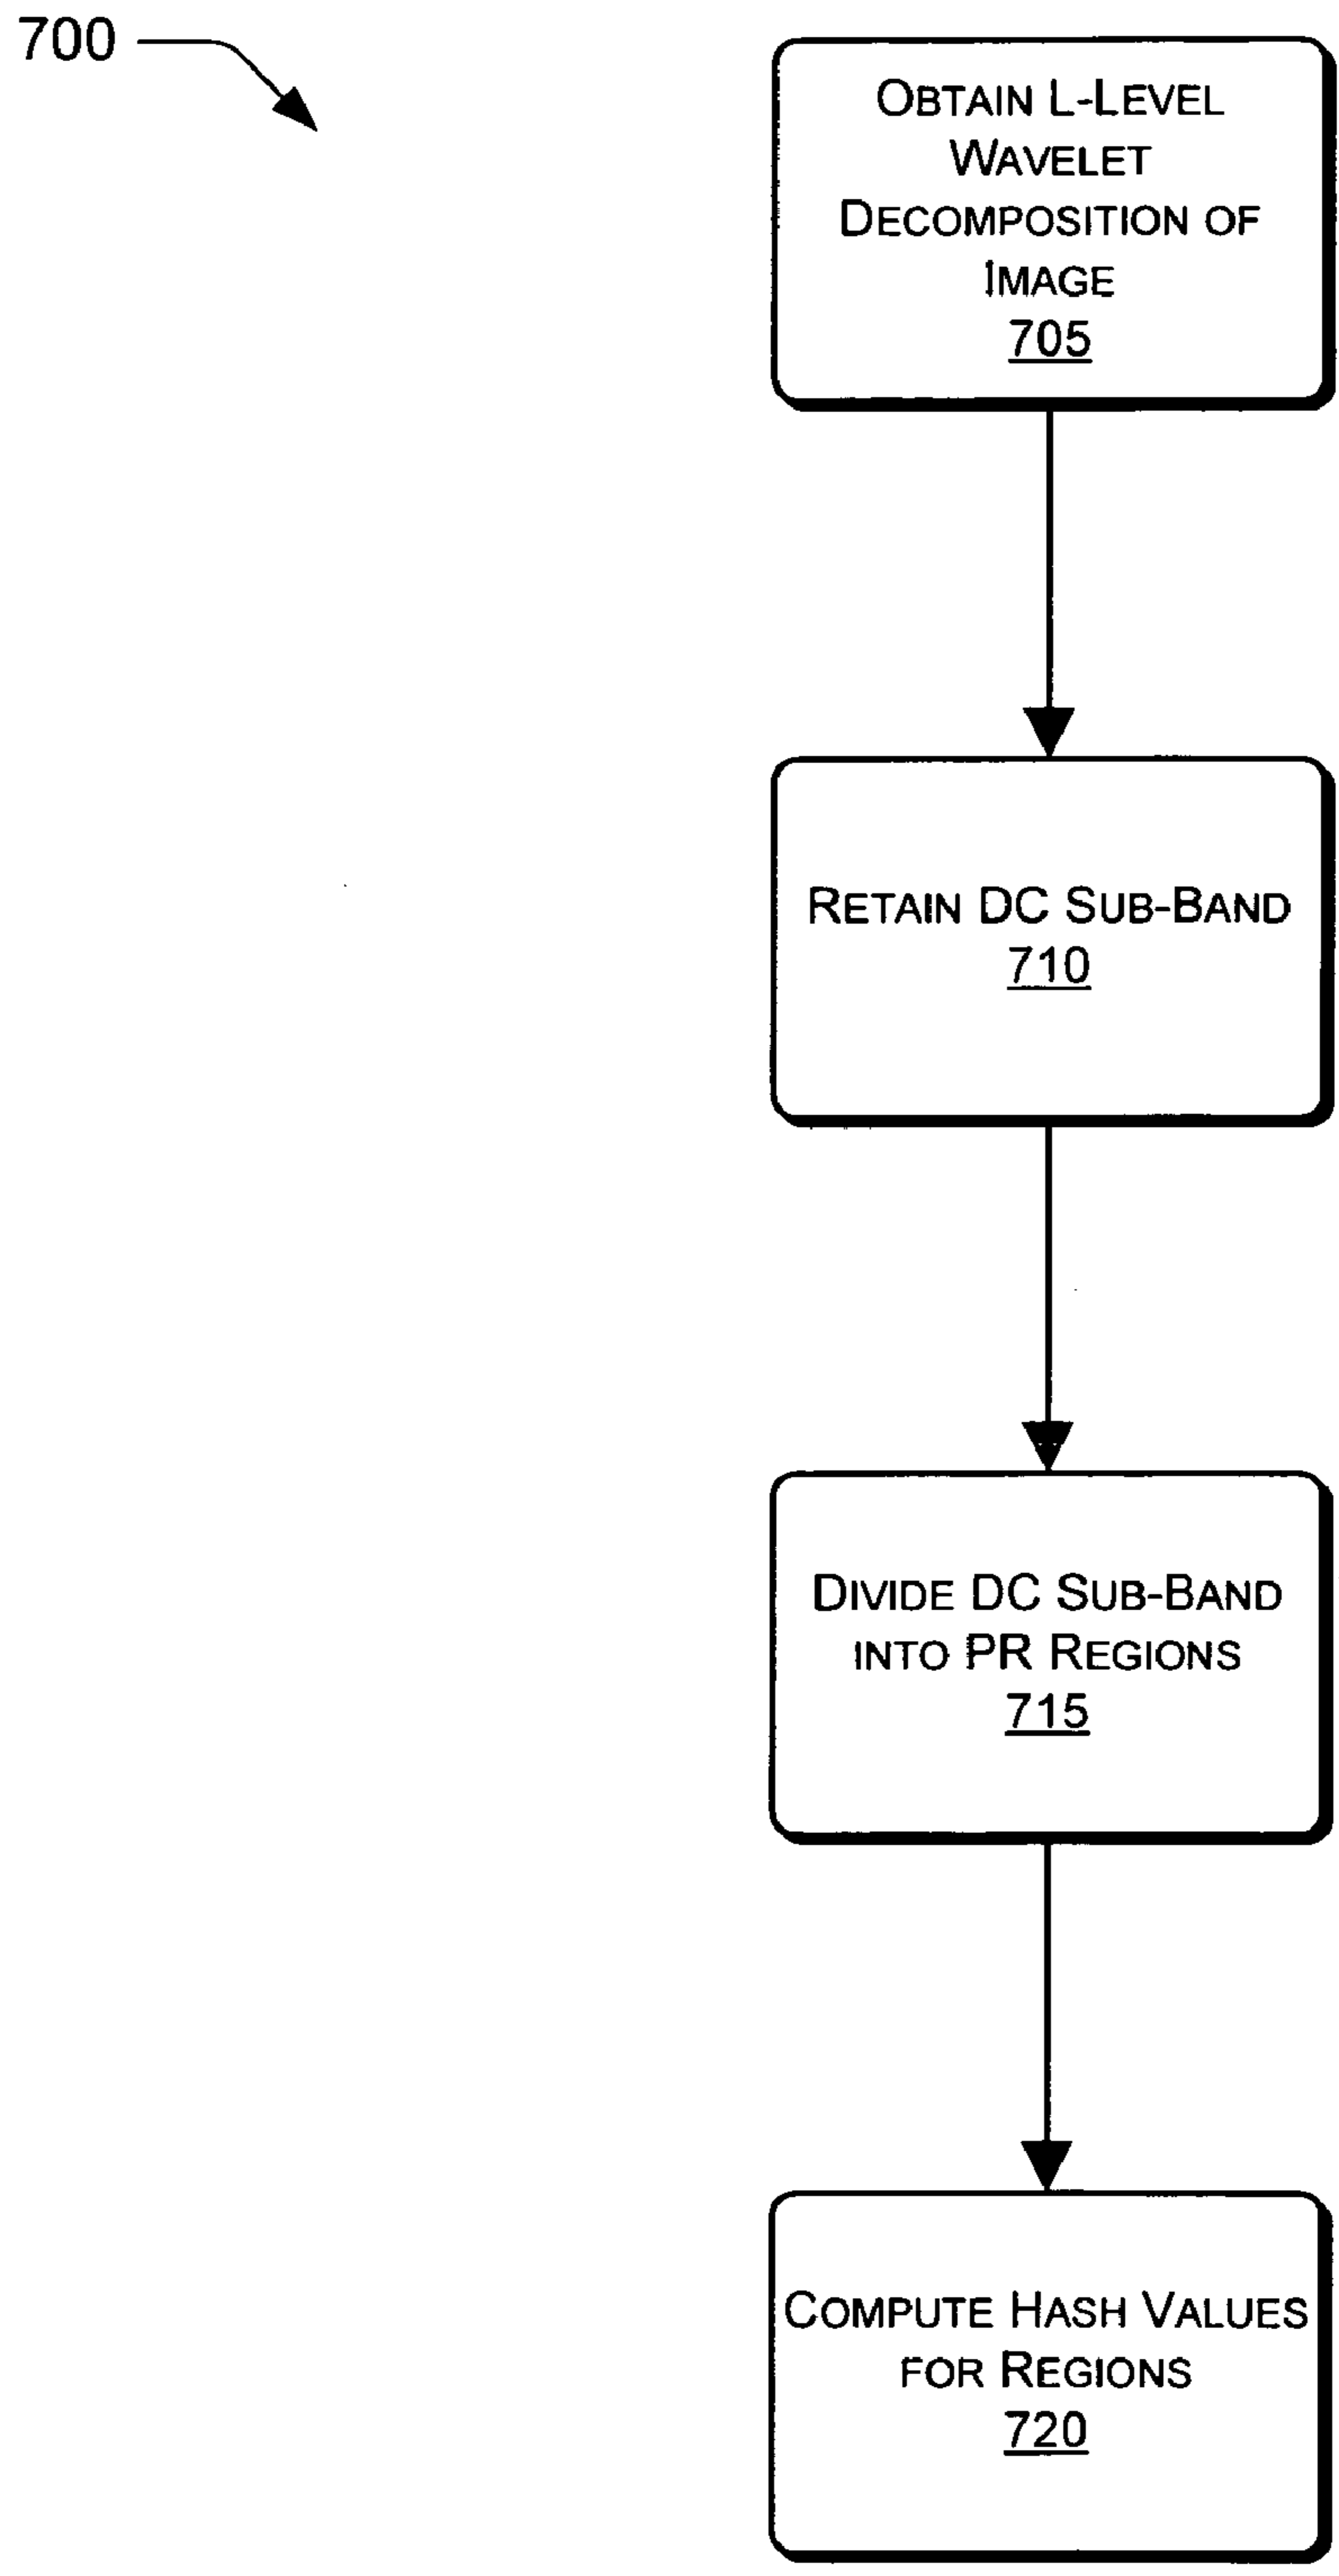 700
OBTAIN L-LEVEL
WAVELET
DECOMPOSITION OF
IMAGE
705
RETAIN DC SUB-BAND
710
DIVIDE DC SUB-BAND
INTO PR REGIONS
715
COMPUTE HASH VALUES
FOR REGIONS
720